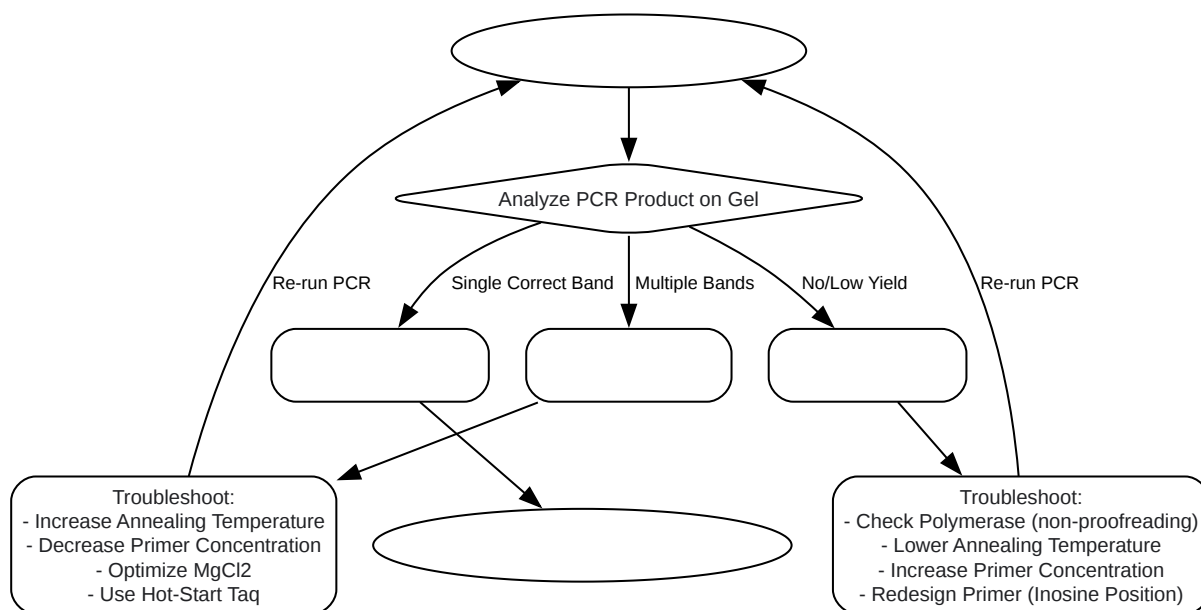 Analyze PCR Product on Gel
Re-run PCR
Single Correct Band
Multiple Bands
No/Low Yield
Re-run PCR
Troubleshoot:
- Increase Annealing Temperature
- Decrease Primer Concentration
- Optimize MgCl2
- Use Hot-Start Taq
Troubleshoot:
- Check Polymerase (non-proofreading)
- Lower Annealing Temperature
- Increase Primer Concentration
- Redesign Primer (Inosine Position)